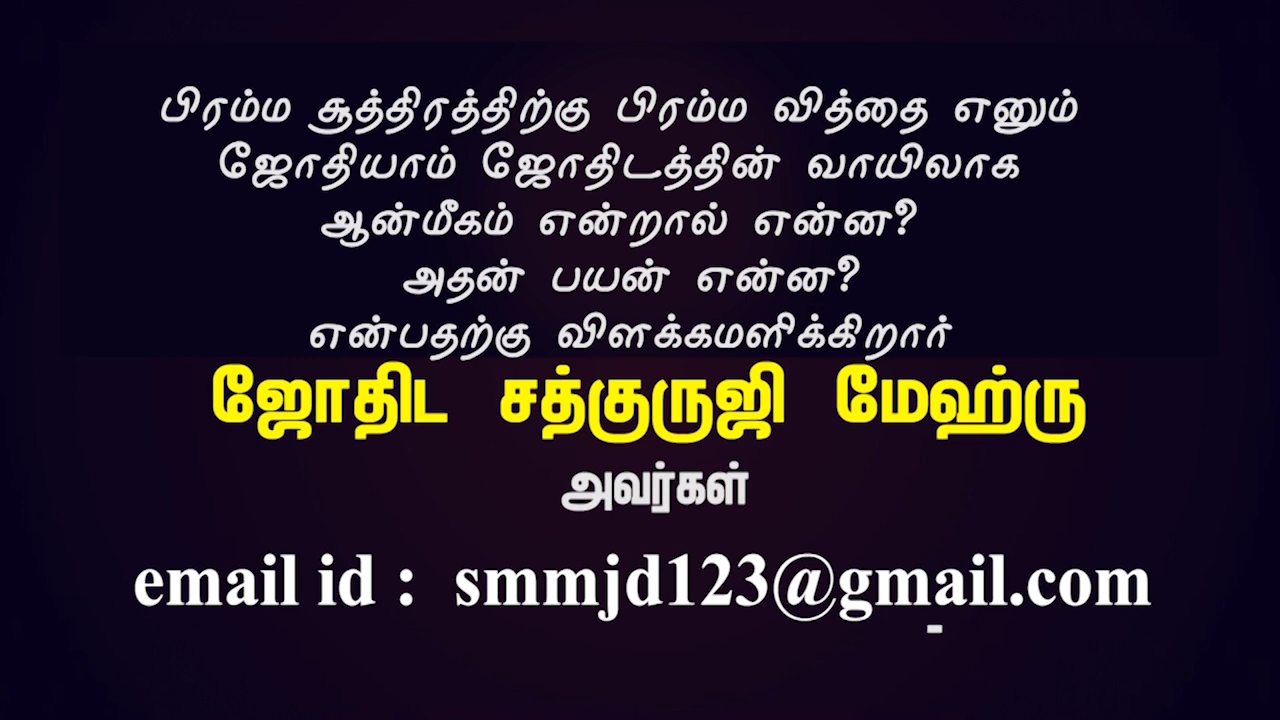 பிரம்ம சூத்திரத்திற்கு பிரம்ம வித்தை எனும்
ஜோதியாம் ஜோதிடத்தின் வாயிலாக
ஆன்மீகம் என்றால் என்ன?
அதன் பயன் என்ன?
என்பதற்கு விளக்கமளிக்கிறார்
ஜோதிட சத்குருஜி மேஹ்ரு
அவர்கள்
email id : smmjd123@gmail.com
-